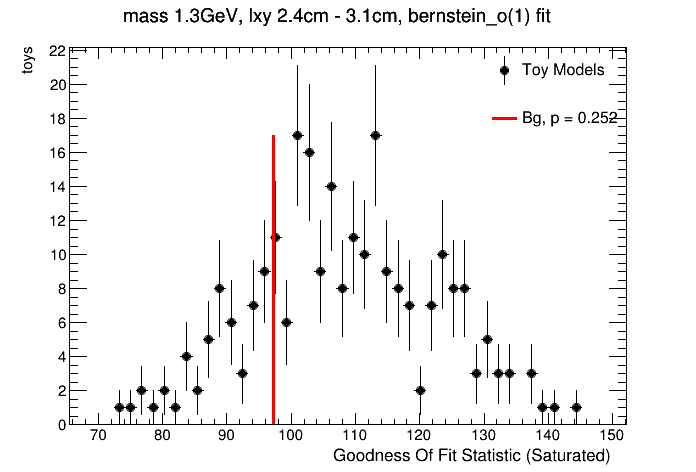 mass 1.3GeV, lxy 2.4cm - 3.1cm, bernstein_o(1) fit
toys
22
20
18
16
14
12
10
8
6
4
2
0
Toy Models
Bg, p = 0.252
70 80 90 100 110 120 130 140 150
Goodness Of Fit Statistic (Saturated)